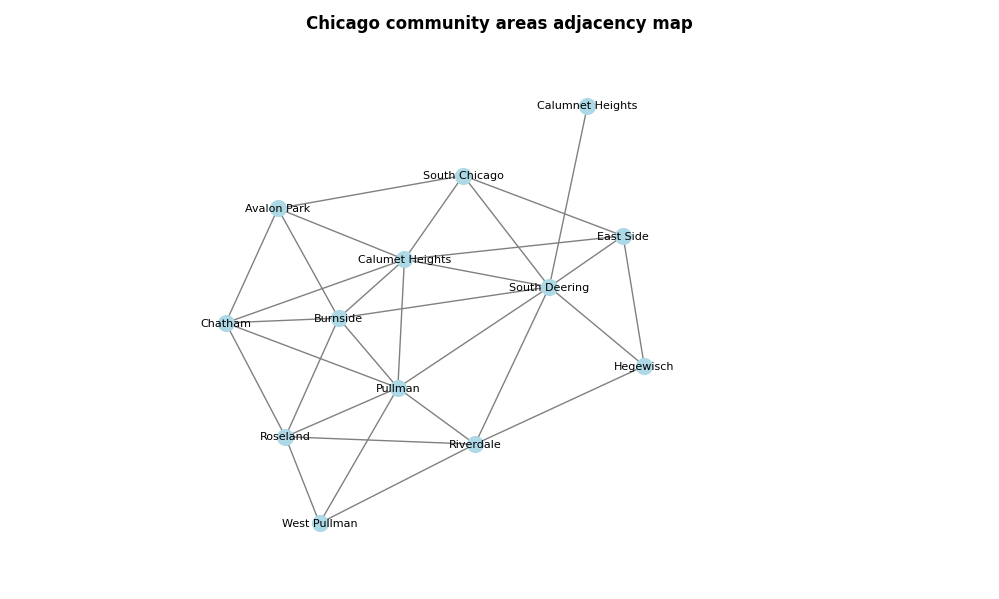 Chicago community areas adjacency map
Calumnet Heights
South Chicago
Avalon Park
East Side
Calumet Heights
South Deering
Chatham
Burnside
Hegewisch
Pullman
Roseland
Riverdale
West Pullman